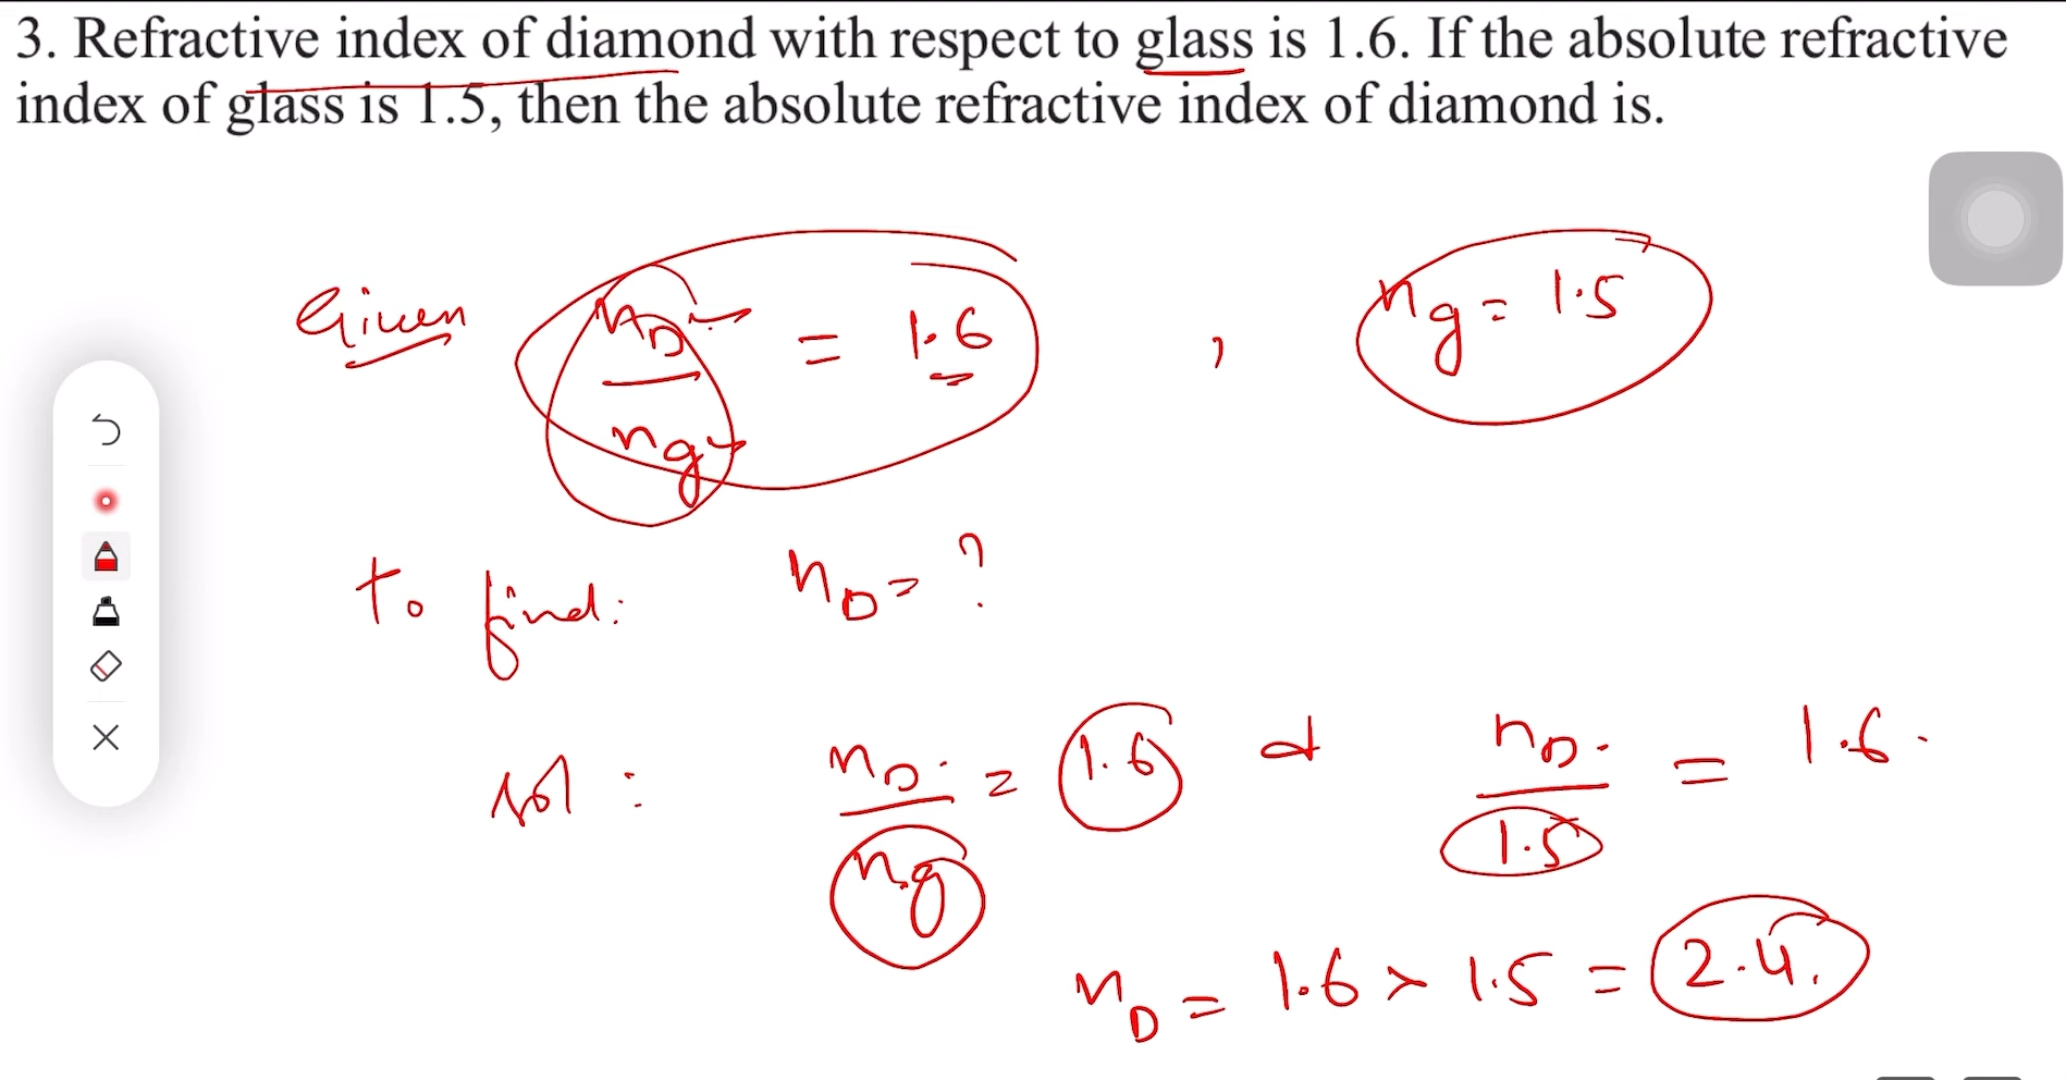 3. Refractive index of diamond with respect to glass is 1.6. If the absolute refractive
index of glass is 1.5, then the absolute refractive index of diamond is.
Given nD/ng = 1.6 , ng = 1.5
To find: nD = ?
Sol : nD/ng = 1.6 nD/1.5 = 1.6.
nD = 1.6 × 1.5 = 2.4.